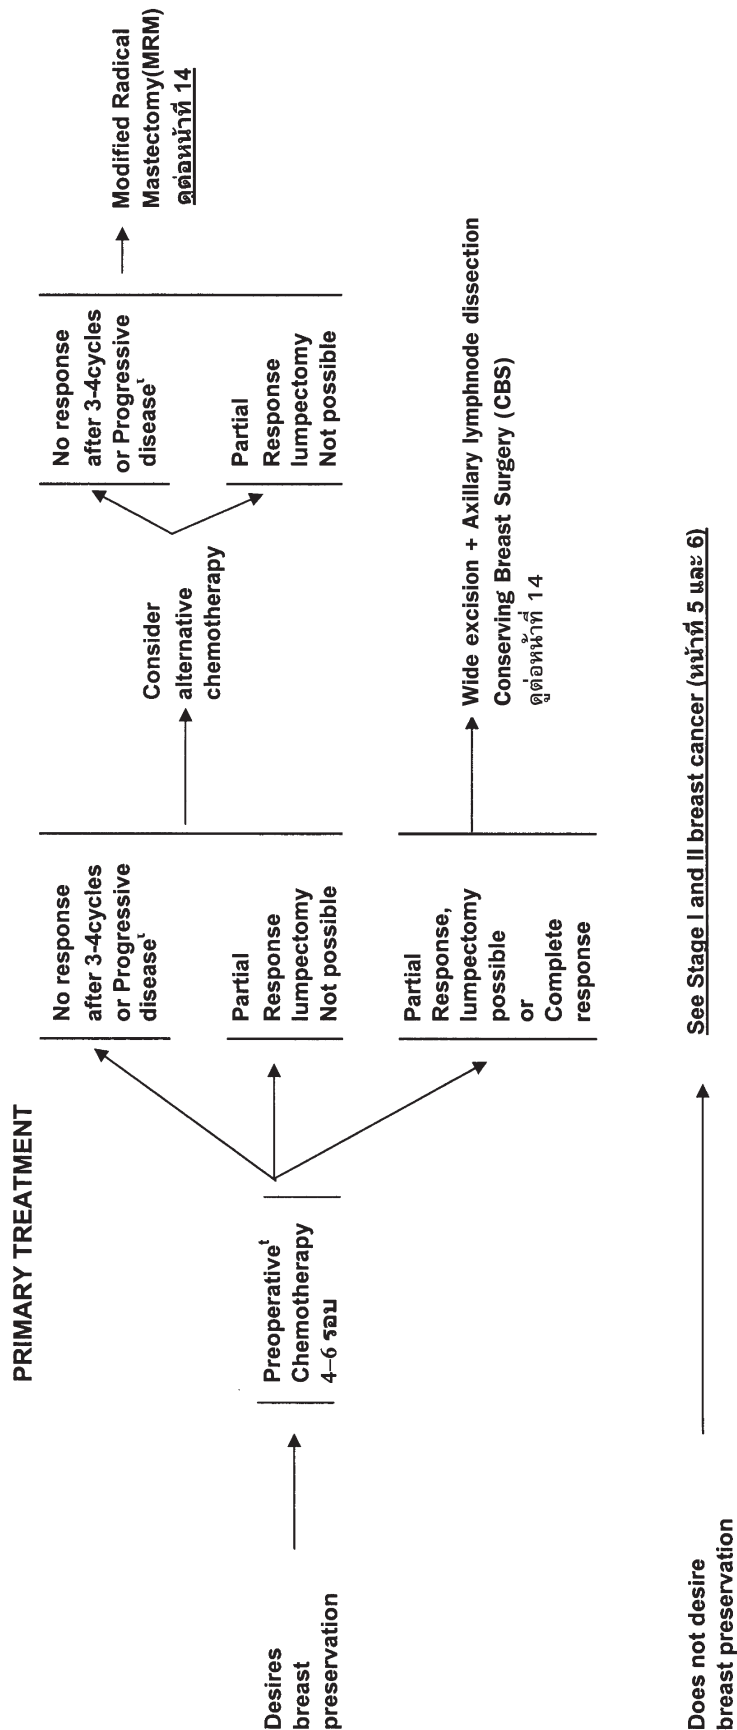 PRIMARY TREATMENT
Desires
breast
preservation
Preoperativeᵗ
Chemotherapy
4–6 รอบ
No response
after 3-4cycles
or Progressive
diseaseᵗ
Partial
Response
lumpectomy
Not possible
Partial
Response,
lumpectomy
possible
or
Complete
response
Consider
alternative
chemotherapy
No response
after 3-4cycles
or Progressive
diseaseᵗ
Partial
Response
lumpectomy
Not possible
Modified Radical
Mastectomy(MRM)
ดูต่อหน้าที่ 14
Wide excision + Axillary lymphnode dissection
Conserving Breast Surgery (CBS)
ดูต่อหน้าที่ 14
Does not desire
breast preservation
See Stage I and II breast cancer (หน้าที่ 5 และ 6)